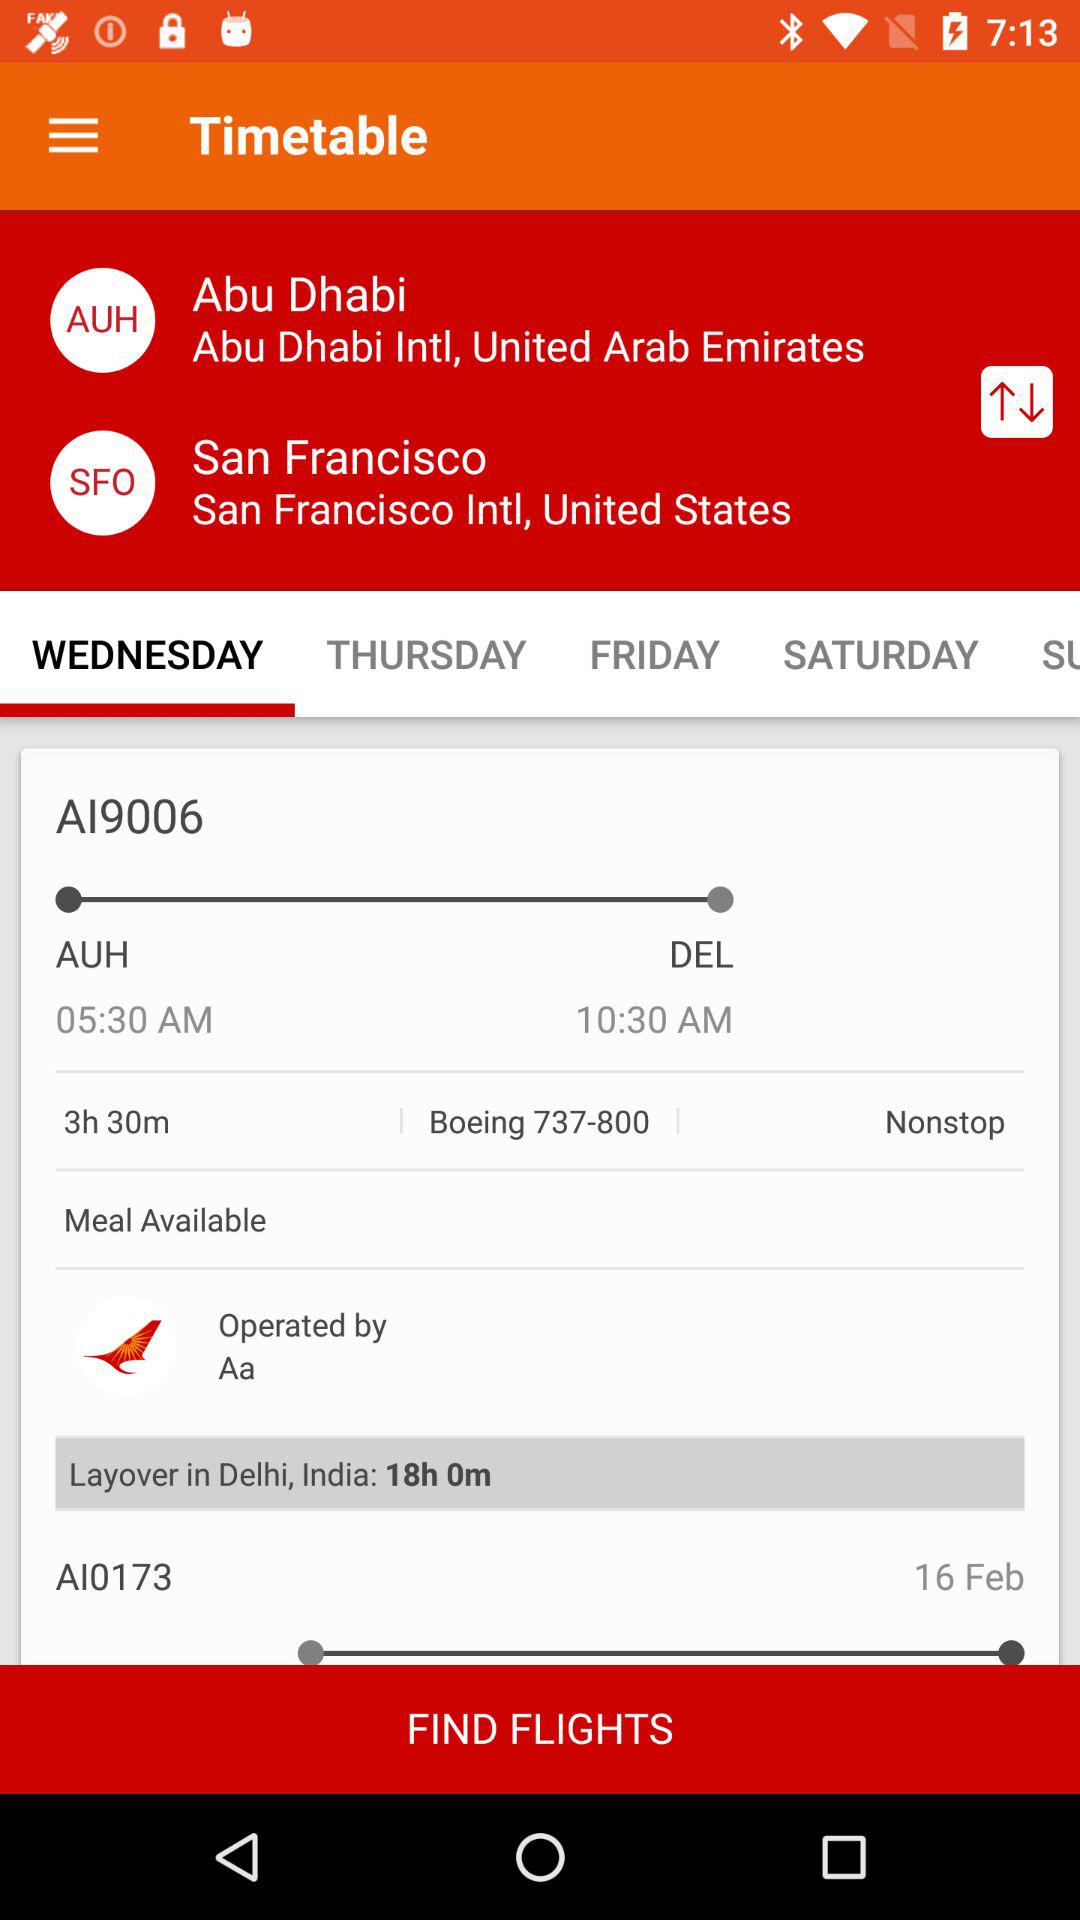 FAKE
7:13
Timetable
AUH
Abu Dhabi
Abu Dhabi Intl, United Arab Emirates
SFO
San Francisco
San Francisco Intl, United States
WEDNESDAY THURSDAY FRIDAY SATURDAY SU
AI9006
AUH DEL
05:30 AM 10:30 AM
3h 30m Boeing 737-800 Nonstop
Meal Available
Operated by
Aa
Layover in Delhi, India: 18h 0m
AI0173 16 Feb
FIND FLIGHTS